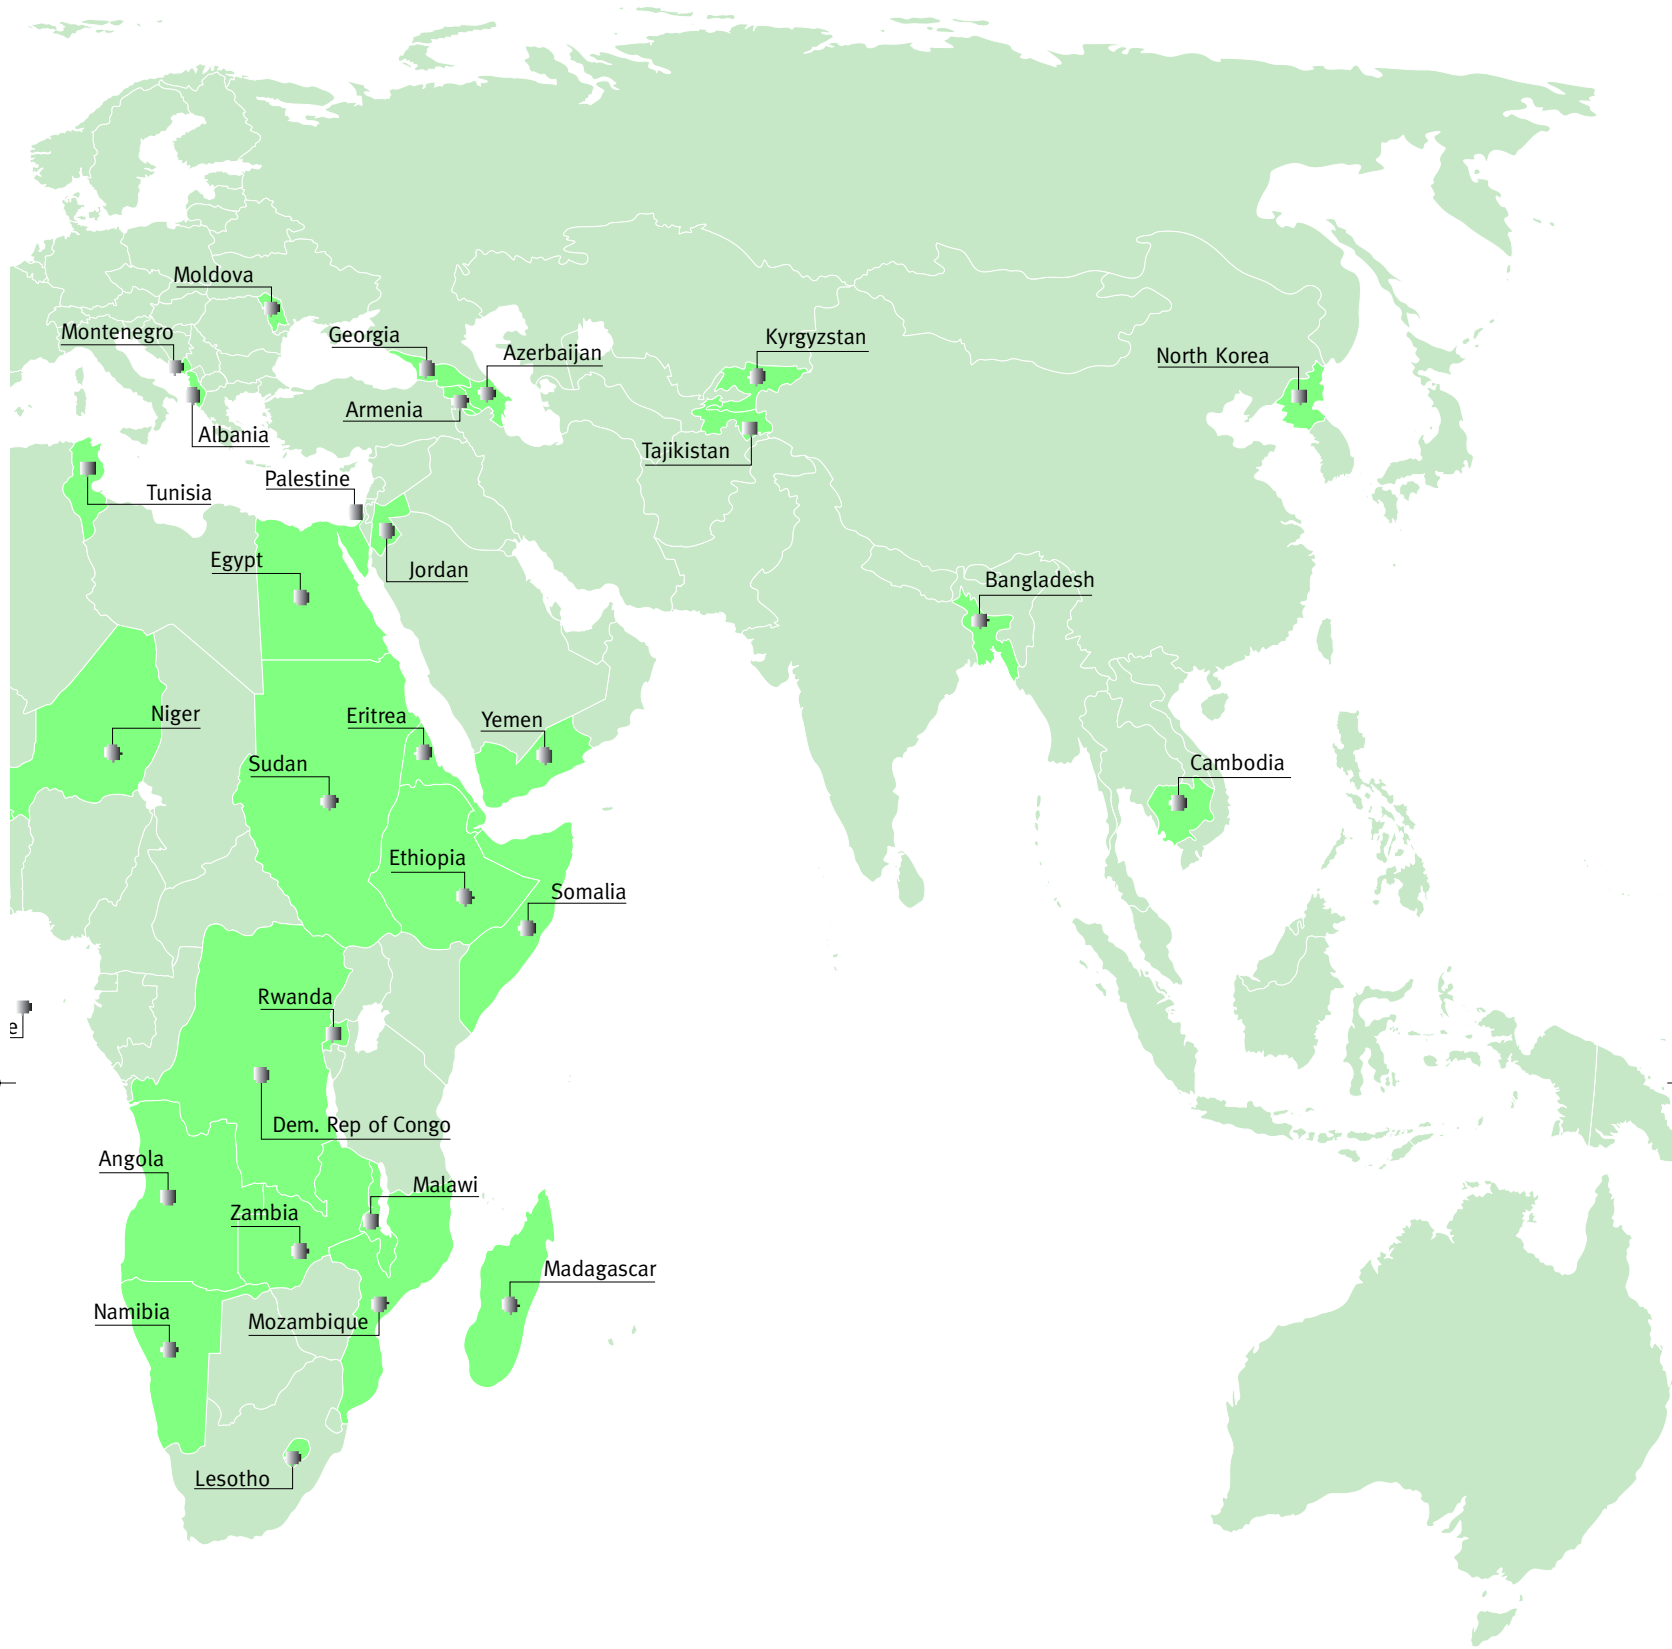 Moldova
Montenegro
Georgia
Azerbaijan
Kyrgyzstan
North Korea
Armenia
Albania
Tajikistan
Palestine
Tunisia
Egypt
Jordan
Bangladesh
Niger
Eritrea
Yemen
Sudan
Cambodia
Ethiopia
Somalia
Rwanda
Dem. Rep of Congo
Angola
Malawi
Zambia
Madagascar
Namibia
Mozambique
Lesotho